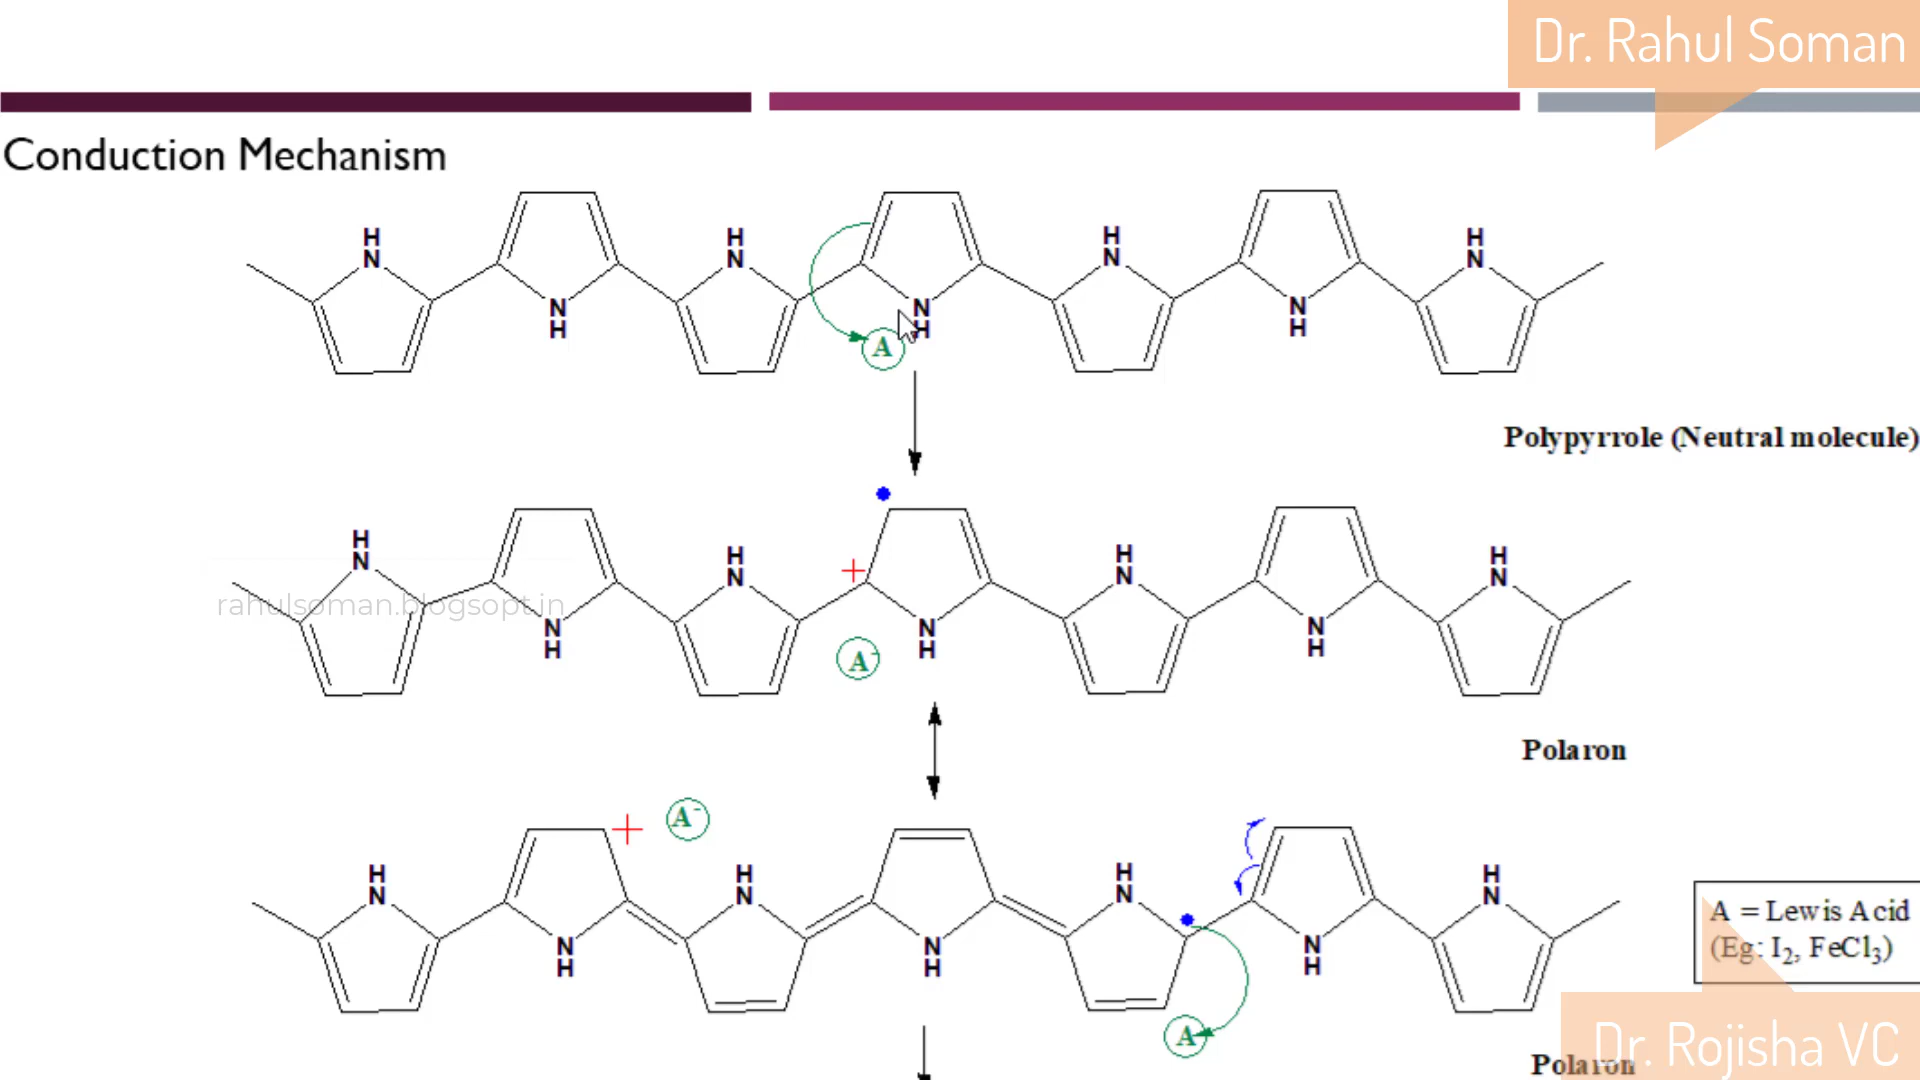 Dr. Rahul Soman
Conduction Mechanism
H H H H
N N N N
N N N
H H H
A
Polypyrrole (Neutral molecule)
H H H H
N N N N
+
rahulsoman.blogsopt.in
N N N
H H H
A-
Polaron
+ A-
H H H H
N N N N
A = Lewis Acid
(Eg: I2, FeCl3)
N N N
H H H
A
Dr. Rojisha VC
Polaron